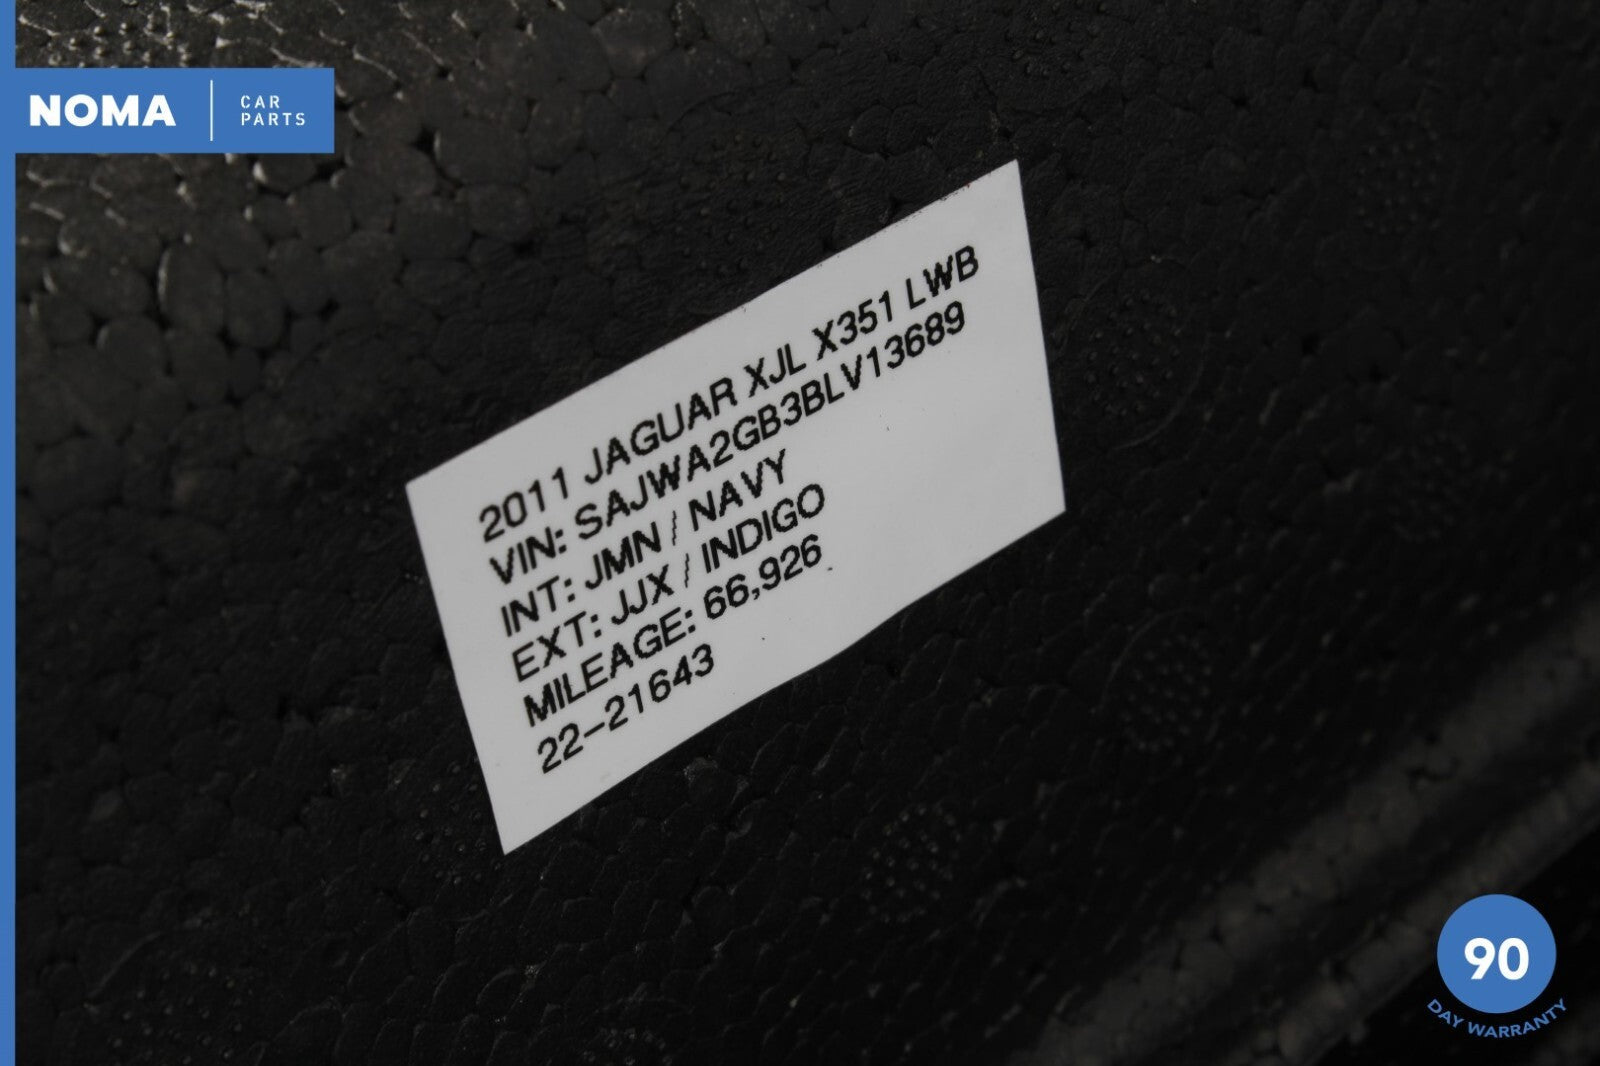 NOMA
CAR
PARTS
2011 JAGUAR XJL X351 LWB
VIN: SAJWA2GB3BLV13689
INT: JMN / NAVY
EXT: JJX / INDIGO
MILEAGE: 66,926
22-21643
90
DAY WARRANTY